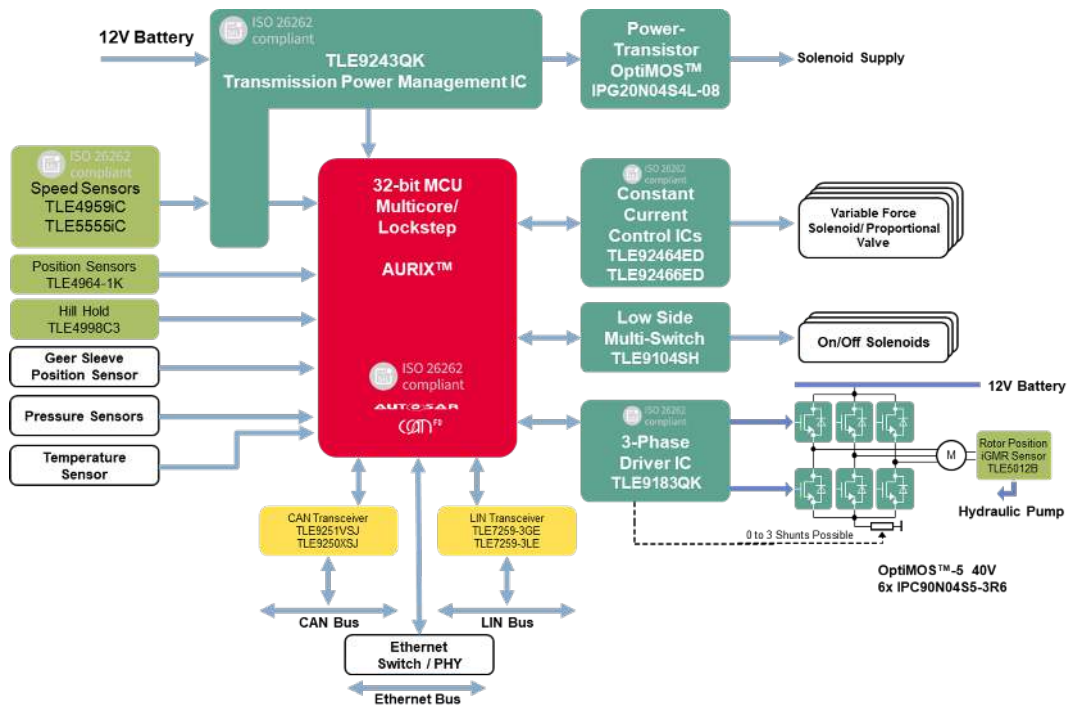 12V Battery
ISO 26262
compliant
TLE9243QK
Transmission Power Management IC
Power-
Transistor
OptiMOS™
IPG20N04S4L-08
Solenoid Supply
ISO 26262
compliant
Speed Sensors
TLE4959iC
TLE5555iC
Position Sensors
TLE4964-1K
Hill Hold
TLE4998C3
Geer Sleeve
Position Sensor
Pressure Sensors
Temperature
Sensor
32-bit MCU
Multicore/
Lockstep
AURIX™
ISO 26262
compliant
AUTOSAR
CAN FD
ISO 26262
compliant
Constant
Current
Control ICs
TLE92464ED
TLE92466ED
Variable Force
Solenoid/ Proportional
Valve
Low Side
Multi-Switch
TLE9104SH
On/Off Solenoids
ISO 26262
compliant
3-Phase
Driver IC
TLE9183QK
12V Battery
M
Rotor Position
iGMR Sensor
TLE5012B
Hydraulic Pump
0 to 3 Shunts Possible
OptiMOS™-5 40V
6x IPC90N04S5-3R6
CAN Transceiver
TLE9251VSJ
TLE9250XSJ
LIN Transceiver
TLE7259-3GE
TLE7259-3LE
CAN Bus
LIN Bus
Ethernet
Switch / PHY
Ethernet Bus